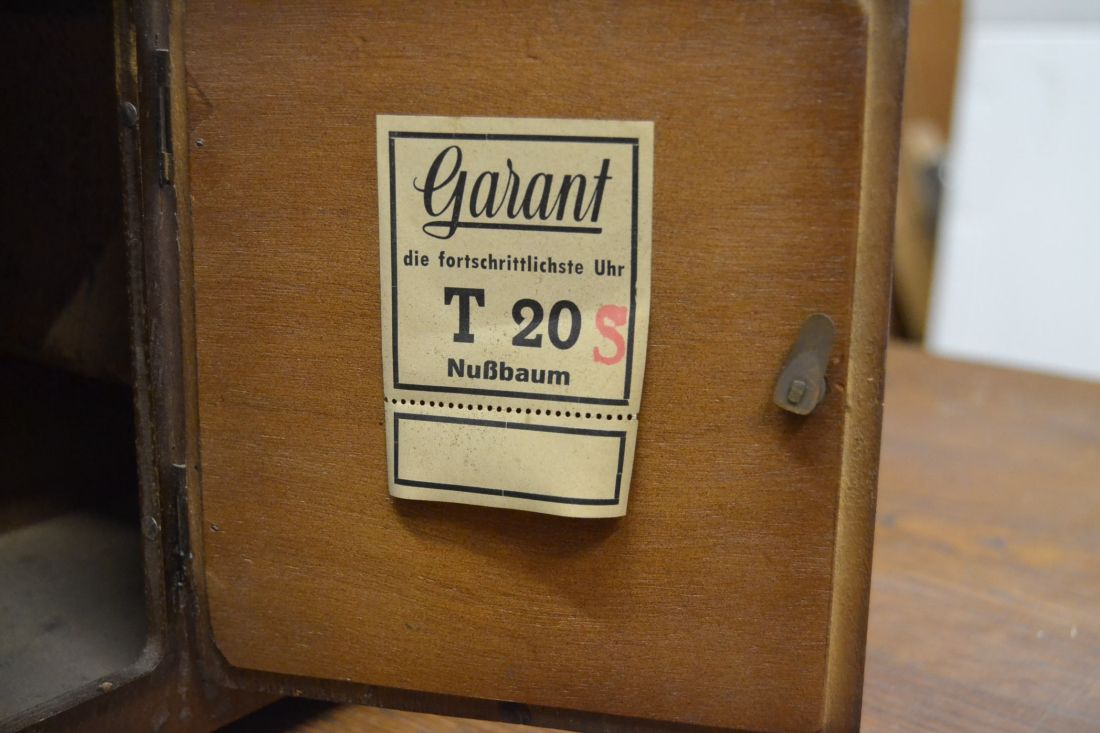 Garant
die fortschrittlichste Uhr
T 20 S
Nußbaum